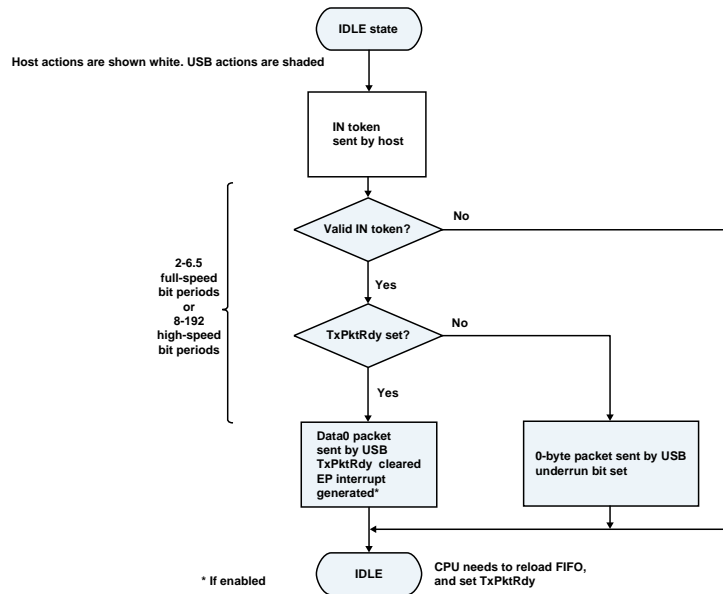 IDLE state
Host actions are shown white. USB actions are shaded
IN token
sent by host
Valid IN token?
No
Yes
2-6.5
full-speed
bit periods
or
8-192
high-speed
bit periods
TxPktRdy set?
No
Yes
Data0 packet
sent by USB
TxPktRdy cleared
EP interrupt
generated*
0-byte packet sent by USB
underrun bit set
* If enabled
IDLE
CPU needs to reload FIFO,
and set TxPktRdy